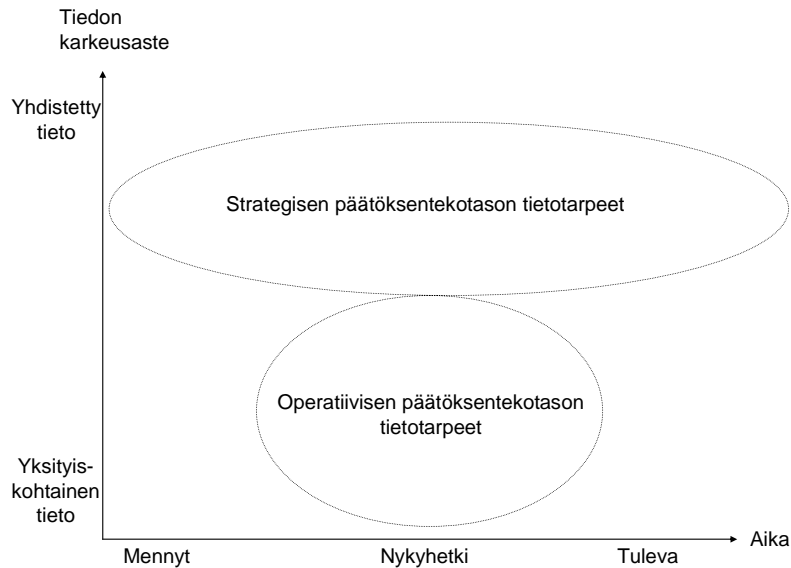 Tiedon
karkeusaste
Yhdistetty
tieto
Strategisen päätöksentekotason tietotarpeet
Operatiivisen päätöksentekotason
tietotarpeet
Yksityis-
kohtainen
tieto
Aika
Mennyt
Nykyhetki
Tuleva